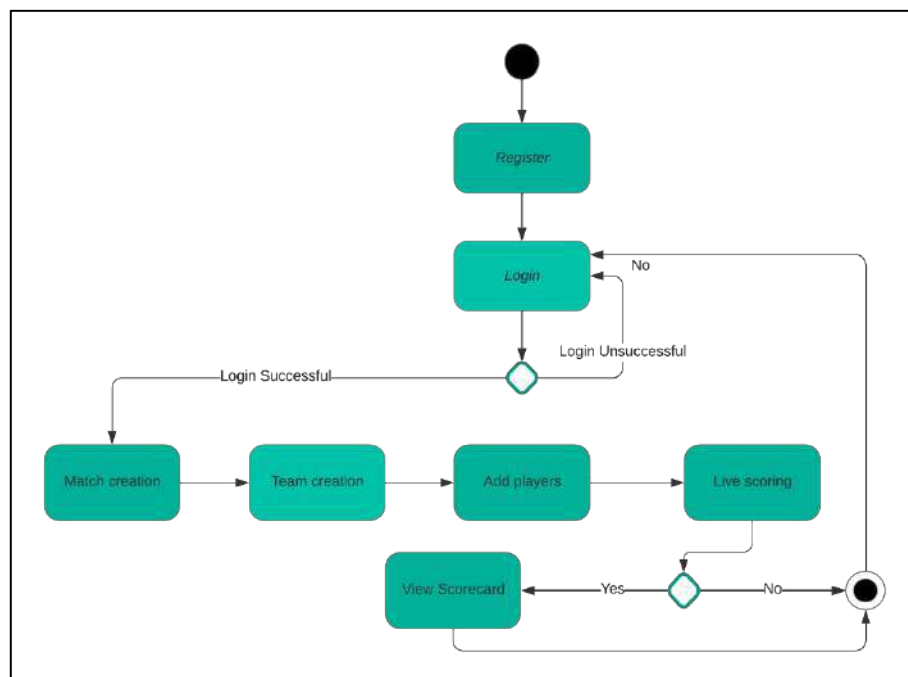 Register
Login
No
Login Unsuccessful
Login Successful
Match creation
Team creation
Add players
Live scoring
View Scorecard
Yes
No